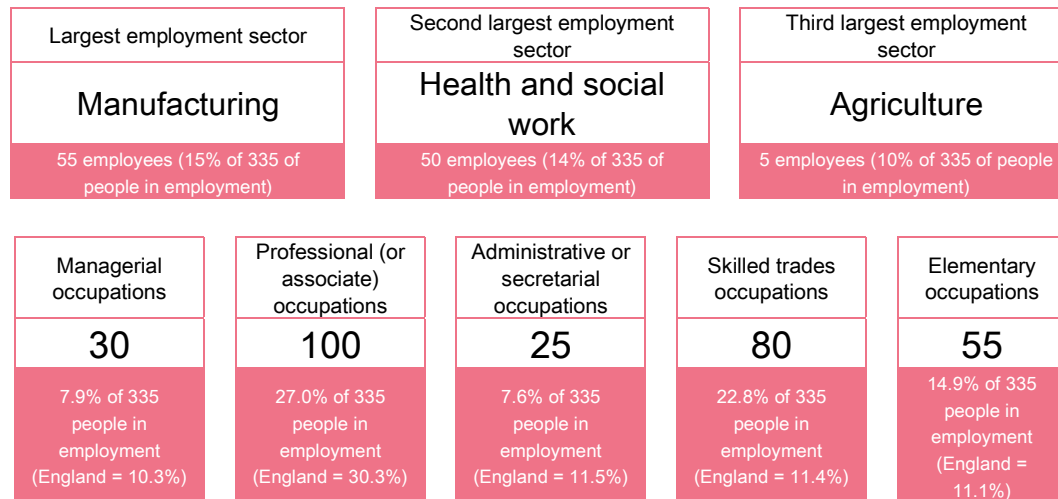 Largest employment sector
Manufacturing
55 employees (15% of 335 of
people in employment)
Second largest employment
sector
Health and social
work
50 employees (14% of 335 of
people in employment)
Third largest employment
sector
Agriculture
5 employees (10% of 335 of people
in employment)
Managerial
occupations
30
7.9% of 335
people in
employment
(England = 10.3%)
Professional (or
associate)
occupations
100
27.0% of 335
people in
employment
(England = 30.3%)
Administrative or
secretarial
occupations
25
7.6% of 335
people in
employment
(England = 11.5%)
Skilled trades
occupations
80
22.8% of 335
people in
employment
(England = 11.4%)
Elementary
occupations
55
14.9% of 335
people in
employment
(England =
11.1%)